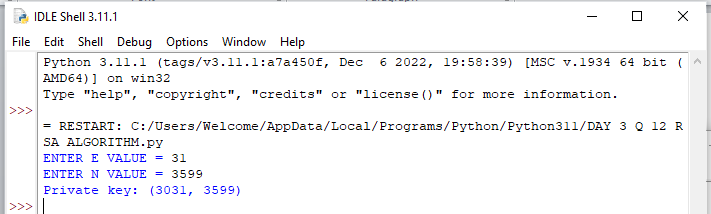 IDLE Shell 3.11.1
File Edit Shell Debug Options Window Help
Python 3.11.1 (tags/v3.11.1:a7a450f, Dec  6 2022, 19:58:39) [MSC v.1934 64 bit (
AMD64)] on win32
Type "help", "copyright", "credits" or "license()" for more information.
>>>
= RESTART: C:/Users/Welcome/AppData/Local/Programs/Python/Python311/DAY 3 Q 12 R
SA ALGORITHM.py
ENTER E VALUE = 31
ENTER N VALUE = 3599
Private key: (3031, 3599)
>>>